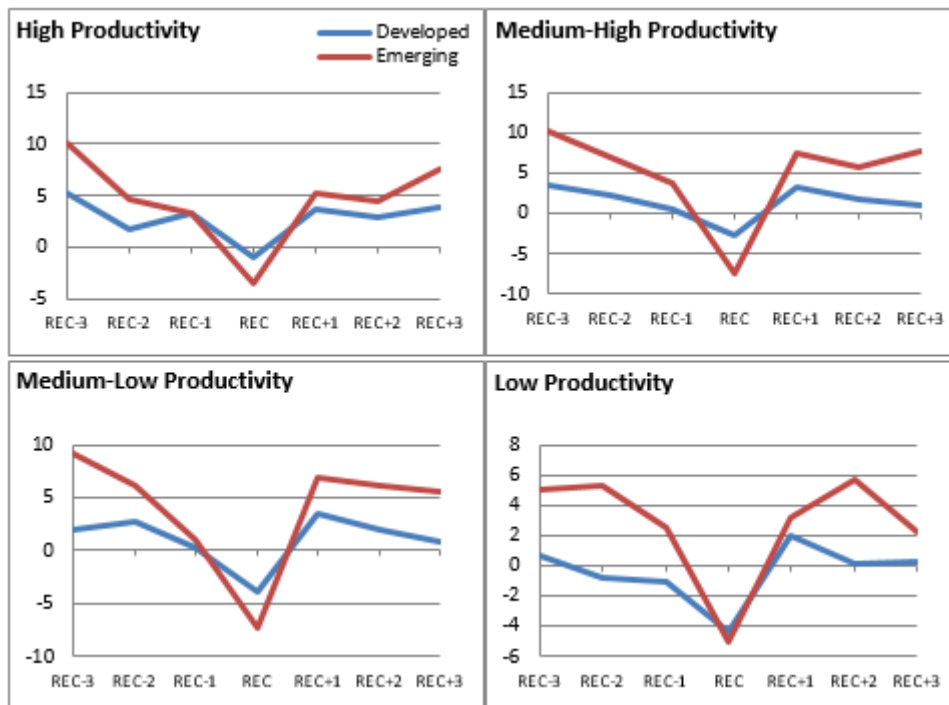 High Productivity
Developed
Emerging
15
10
5
0
-5
REC-3 REC-2 REC-1 REC REC+1 REC+2 REC+3
Medium-High Productivity
15
10
5
0
-5
-10
REC-3 REC-2 REC-1 REC REC+1 REC+2 REC+3
Medium-Low Productivity
10
5
0
-5
-10
REC-3 REC-2 REC-1 REC REC+1 REC+2 REC+3
Low Productivity
8
6
4
2
0
-2
-4
-6
REC-3 REC-2 REC-1 REC REC+1 REC+2 REC+3